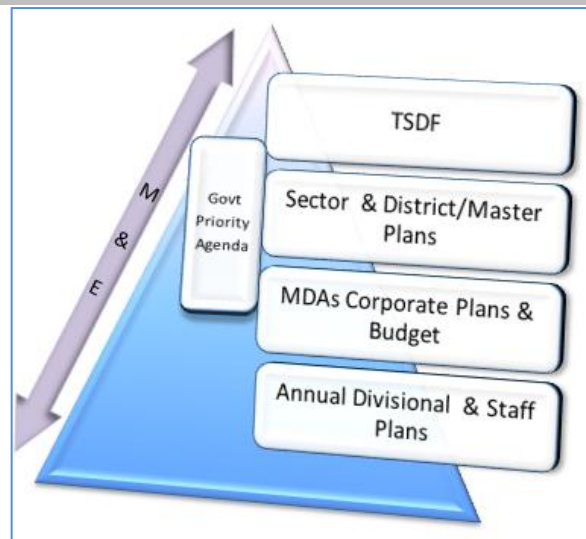 TSDF
Govt
Priority
Agenda
Sector & District/Master
Plans
MDAs Corporate Plans &
Budget
Annual Divisional & Staff
Plans
M & E